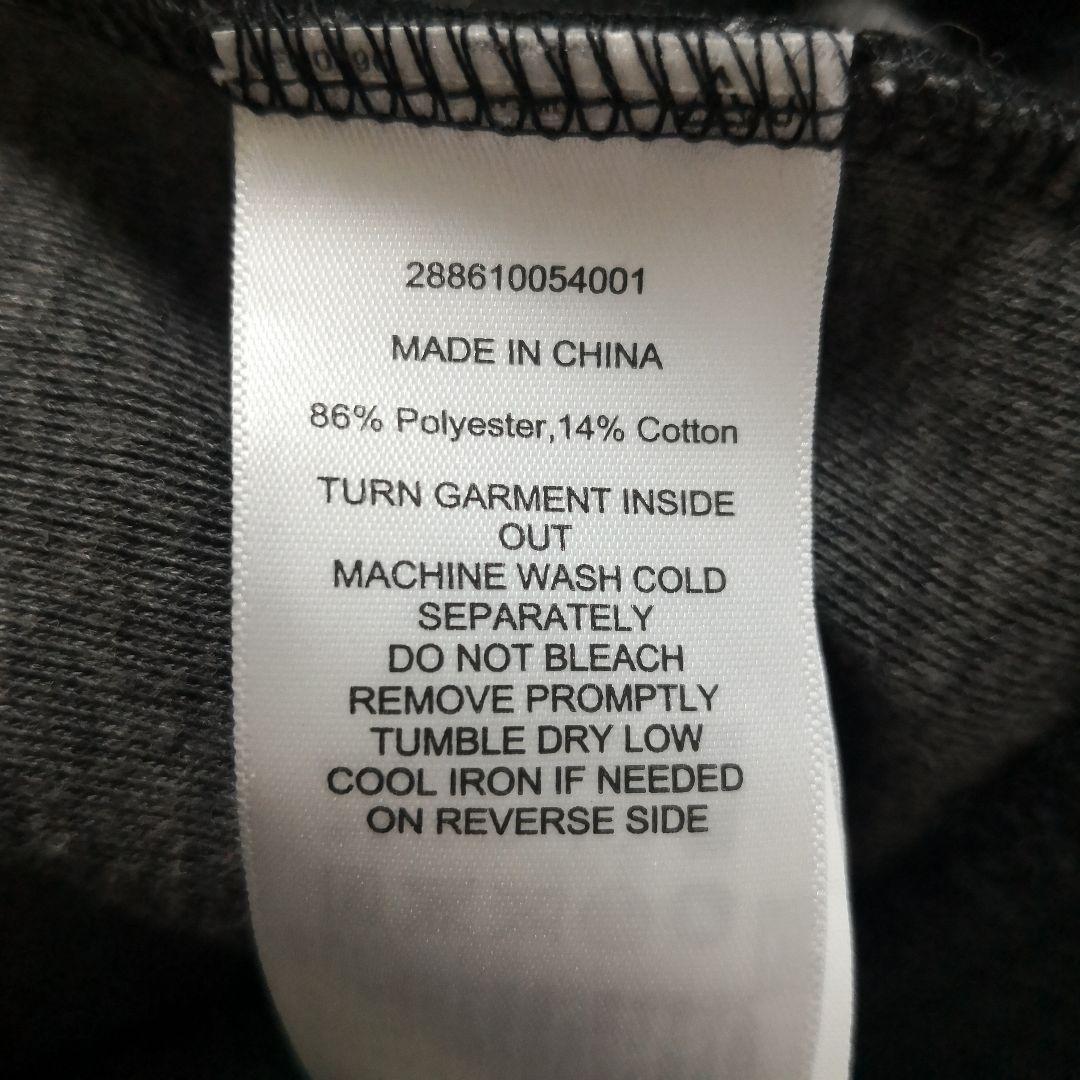 288610054001
MADE IN CHINA
86% Polyester,14% Cotton
TURN GARMENT INSIDE
OUT
MACHINE WASH COLD
SEPARATELY
DO NOT BLEACH
REMOVE PROMPTLY
TUMBLE DRY LOW
COOL IRON IF NEEDED
ON REVERSE SIDE